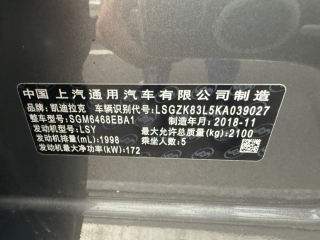 中国 上汽通用汽车有限公司制造
品牌：凯迪拉克 车辆识别代号：LSGZK83L5KA039027
整车型号：SGM6468EBA1 制造年月：2018-11
发动机型号：LSY 最大允许总质量(kg)：2100
发动机排量(mL)：1998 乘坐人数：5
发动机最大净功率(kW)：172